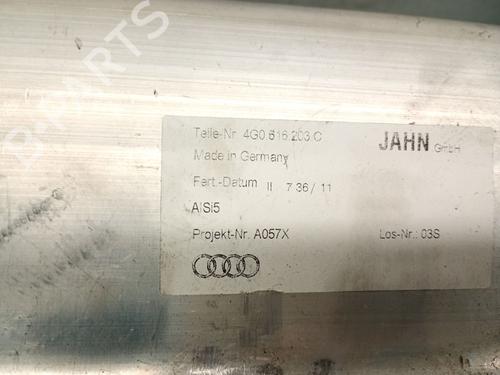 B-PARTS
Teile-Nr 4G0.616.203.C
JAHN GmbH
Made in Germany
Fert.-Datum II 7 36 / 11
AlSi5
Projekt-Nr. A057X
Los-Nr.: 03S